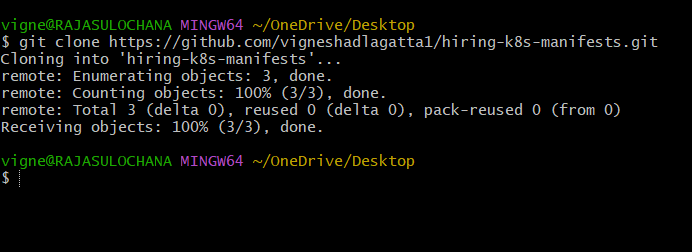 vigne@RAJASULOCHANA MINGW64 ~/OneDrive/Desktop
$ git clone https://github.com/vigneshadlagatta1/hiring-k8s-manifests.git
Cloning into 'hiring-k8s-manifests'...
remote: Enumerating objects: 3, done.
remote: Counting objects: 100% (3/3), done.
remote: Total 3 (delta 0), reused 0 (delta 0), pack-reused 0 (from 0)
Receiving objects: 100% (3/3), done.
vigne@RAJASULOCHANA MINGW64 ~/OneDrive/Desktop
$